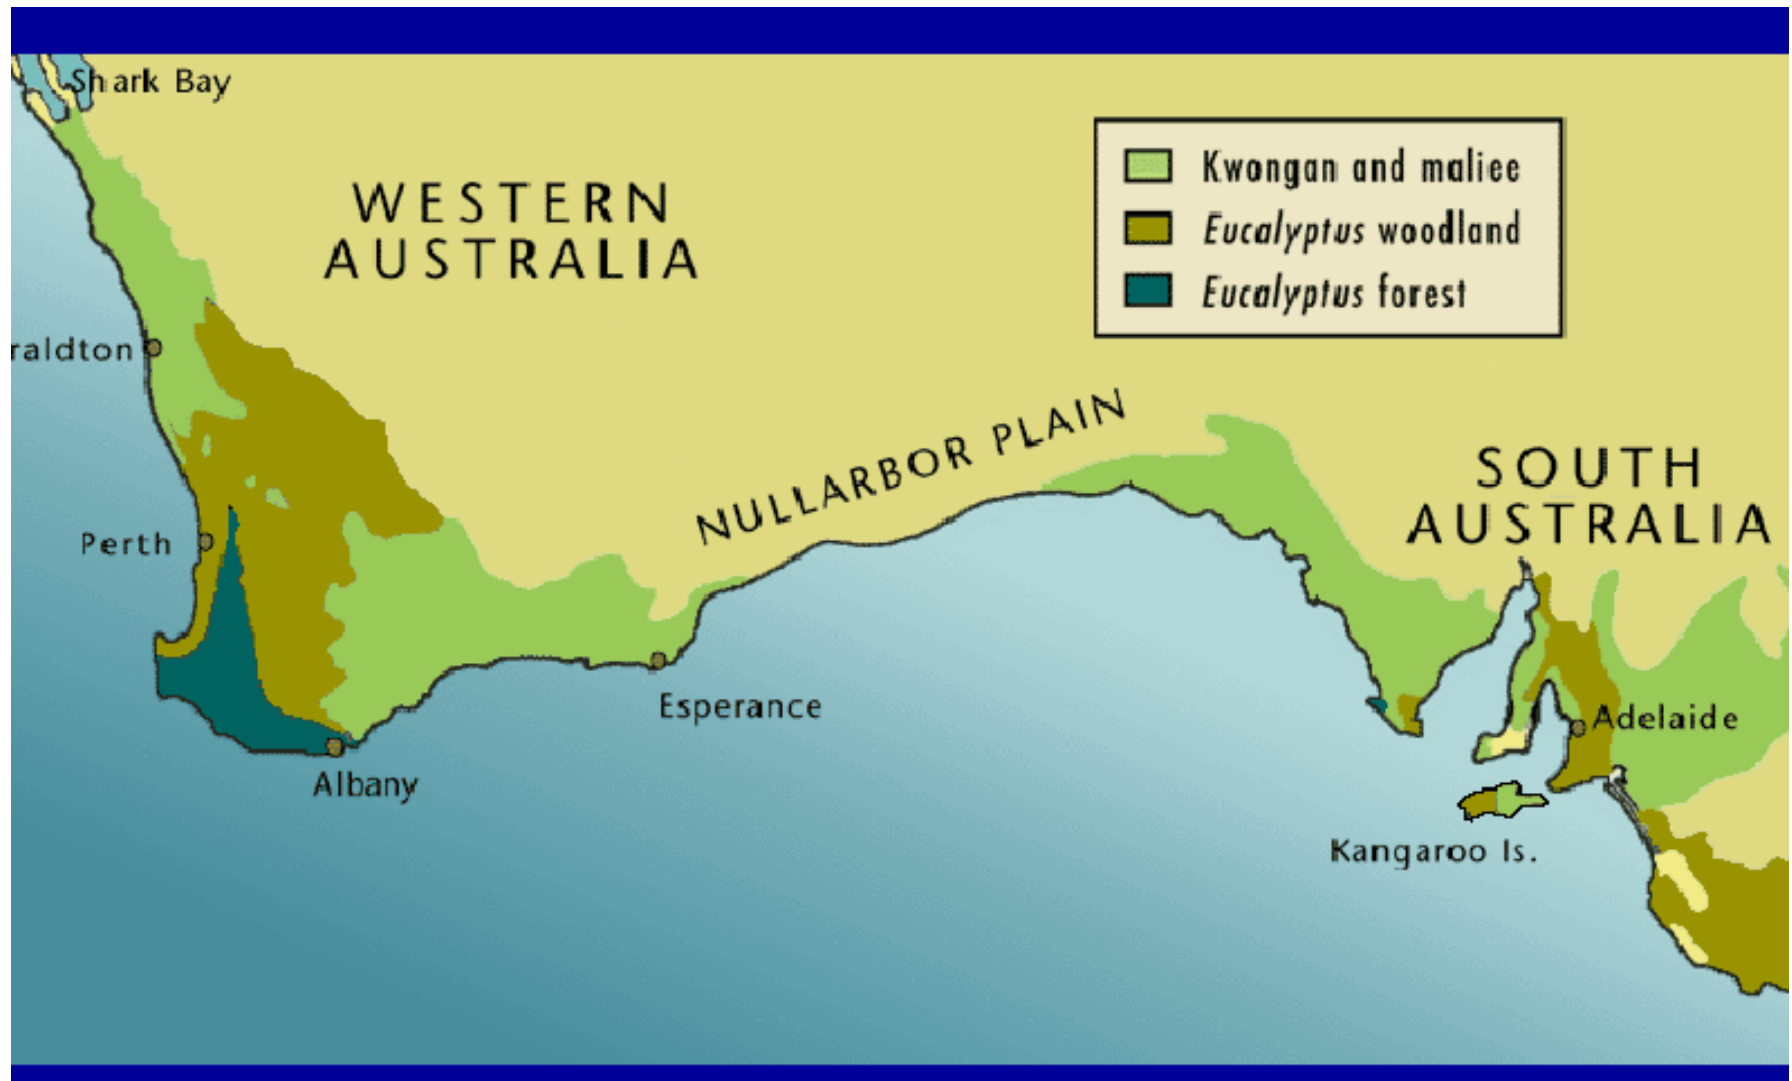 Shark Bay
WESTERN
AUSTRALIA
Kwongan and maliee
Eucalyptus woodland
Eucalyptus forest
raldton
NULLARBOR PLAIN
SOUTH
AUSTRALIA
Perth
Esperance
Adelaide
Albany
Kangaroo Is.